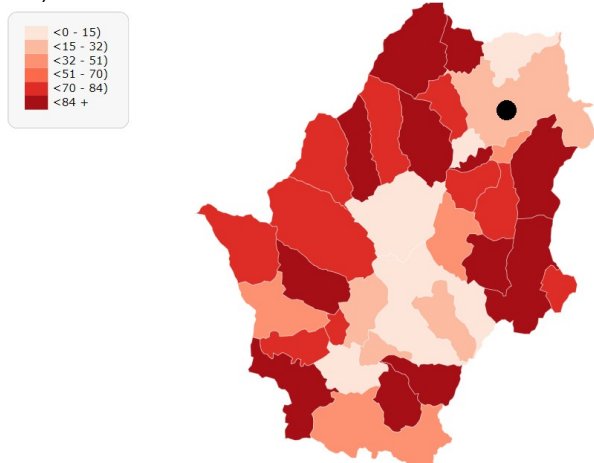 <0 - 15)
<15 - 32)
<32 - 51)
<51 - 70)
<70 - 84)
<84 +